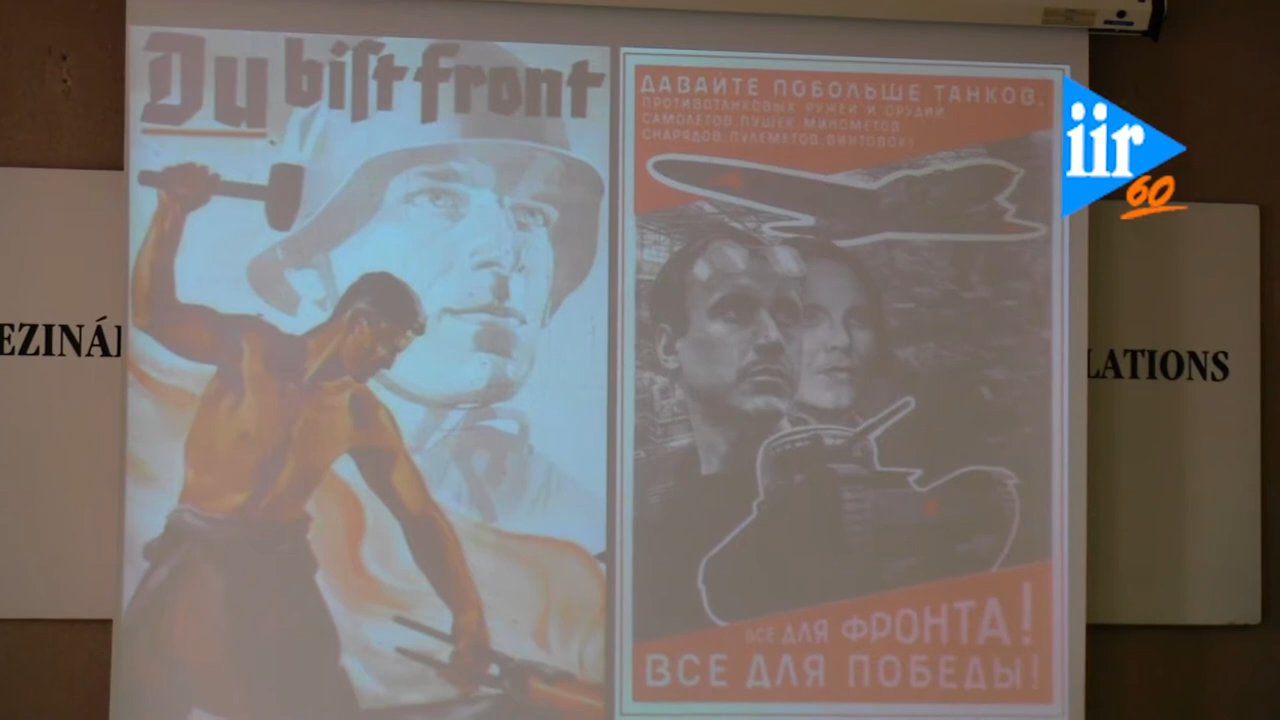 Du bist front
ДАВАЙТЕ ПОБОЛЬШЕ ТАНКОВ,
ПРОТИВОТАНКОВЫХ РУЖЕЙ И ОРУДИЙ
САМОЛЕТОВ, ПУШЕК, МИНОМЕТОВ,
СНАРЯДОВ, ПУЛЕМЕТОВ, ВИНТОВОК!
iir
60
EZINÁ
LATIONS
ВСЕ ДЛЯ ФРОНТА!
ВСЕ ДЛЯ ПОБЕДЫ!